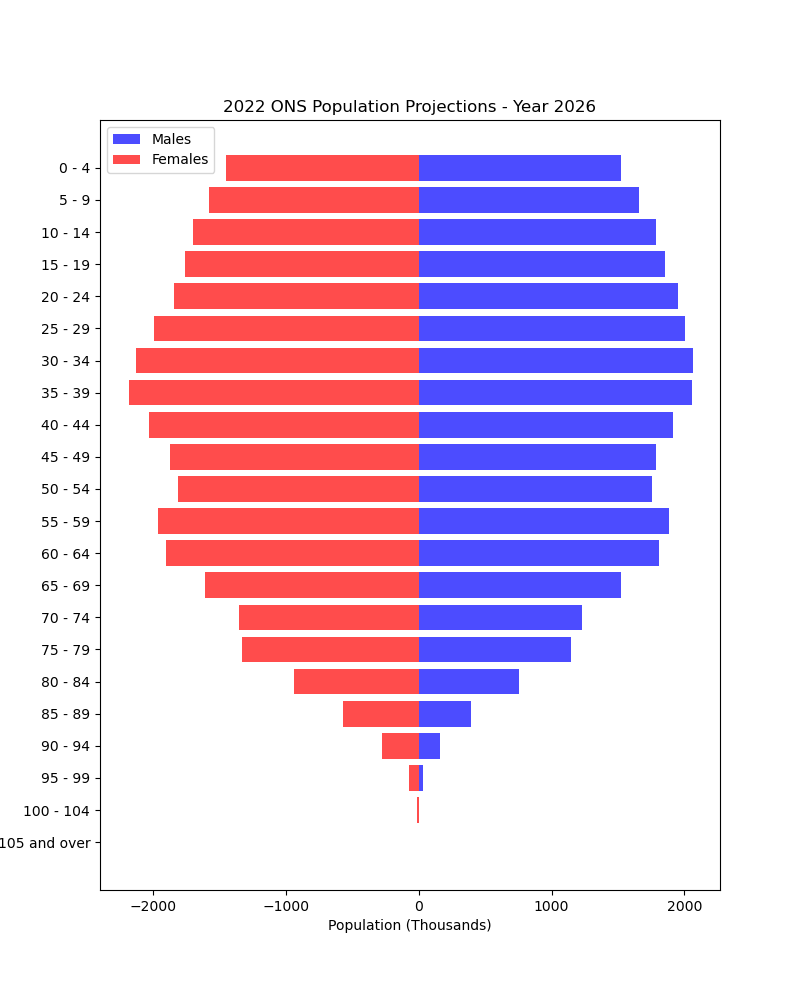 2022 ONS Population Projections - Year 2026
Males
Females
0 - 4
5 - 9
10 - 14
15 - 19
20 - 24
25 - 29
30 - 34
35 - 39
40 - 44
45 - 49
50 - 54
55 - 59
60 - 64
65 - 69
70 - 74
75 - 79
80 - 84
85 - 89
90 - 94
95 - 99
100 - 104
105 and over
−2000 −1000 0 1000 2000
Population (Thousands)